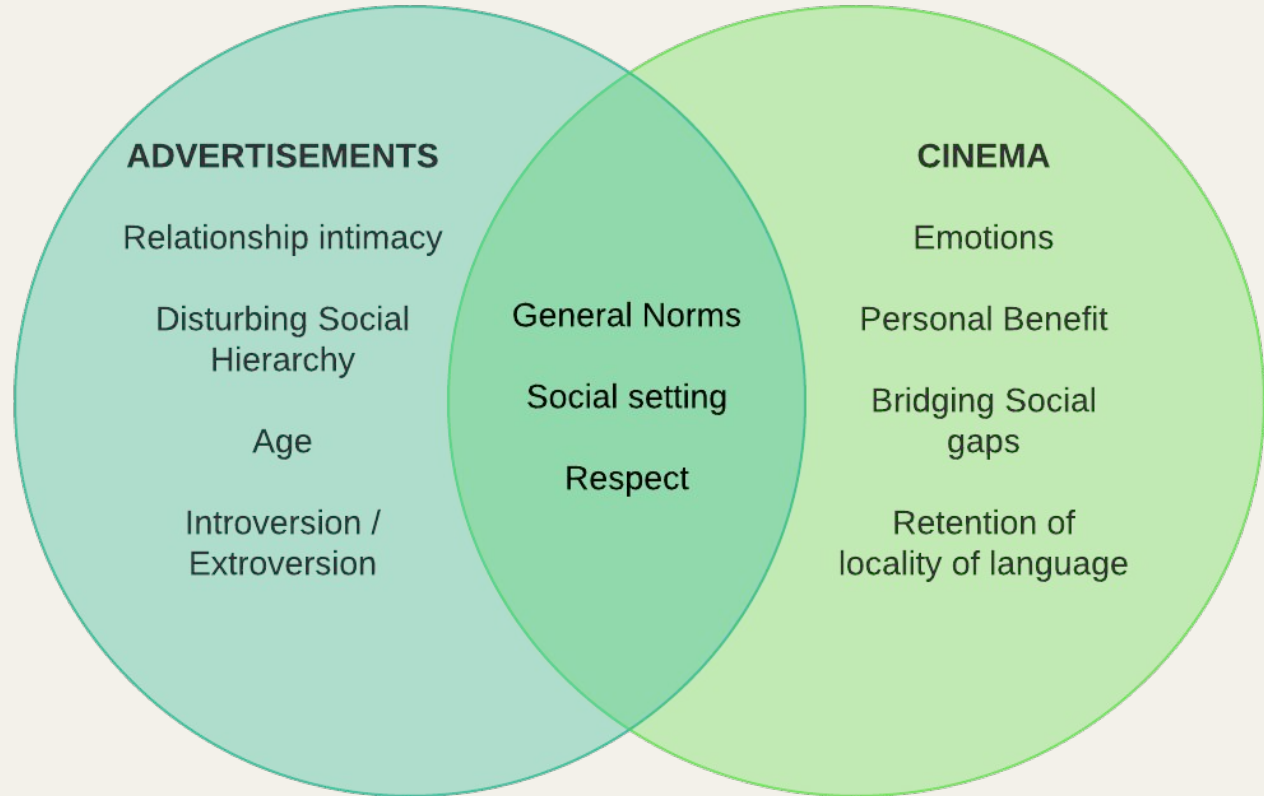 ADVERTISEMENTS
Relationship intimacy
Disturbing Social
Hierarchy
Age
Introversion /
Extroversion
General Norms
Social setting
Respect
CINEMA
Emotions
Personal Benefit
Bridging Social
gaps
Retention of
locality of language